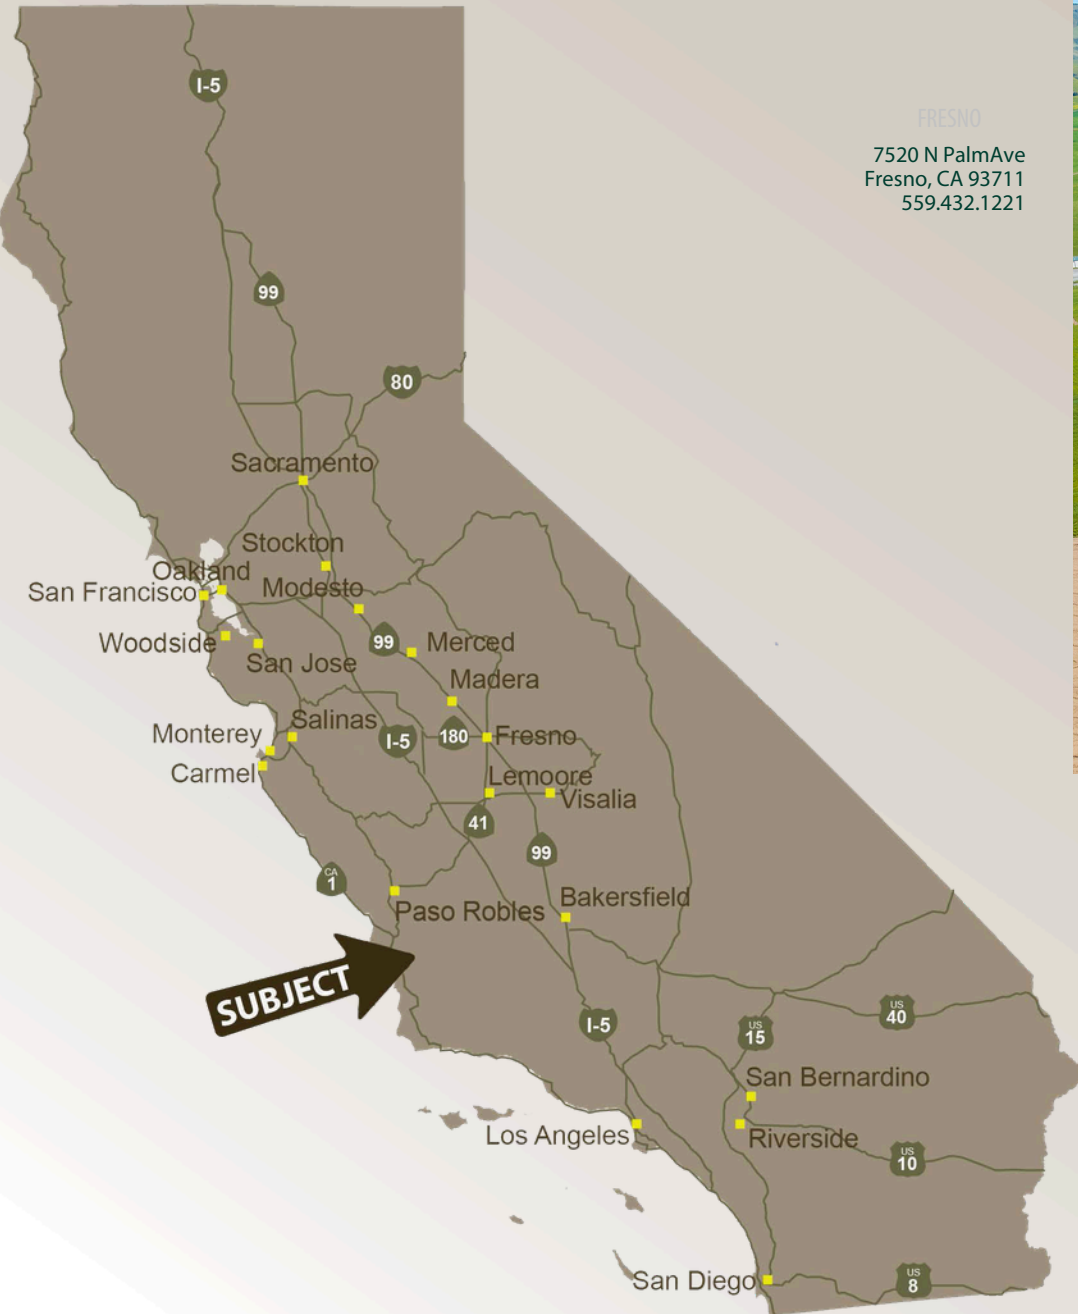 I-5
FRESNO
7520 N PalmAve
Fresno, CA 93711
559.432.1221
99
80
Sacramento
Stockton
Oakland
Modesto
San Francisco
Woodside
99
Merced
San Jose
Madera
Salinas
Monterey
I-5
180
Fresno
Carmel
Lemoore
Visalia
41
99
CA
1
Bakersfield
Paso Robles
SUBJECT
US
40
I-5
US
15
San Bernardino
Los Angeles
Riverside
US
10
San Diego
US
8